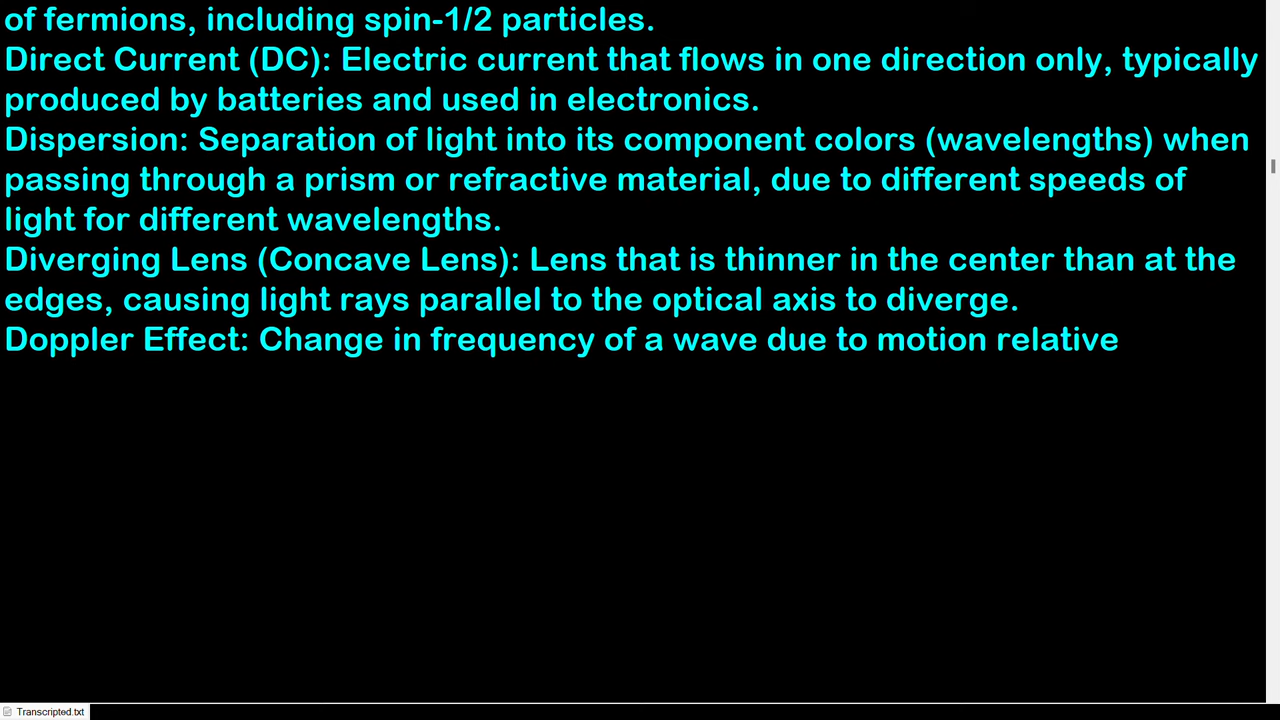 of fermions, including spin-1/2 particles.
Direct Current (DC): Electric current that flows in one direction only, typically
produced by batteries and used in electronics.
Dispersion: Separation of light into its component colors (wavelengths) when
passing through a prism or refractive material, due to different speeds of
light for different wavelengths.
Diverging Lens (Concave Lens): Lens that is thinner in the center than at the
edges, causing light rays parallel to the optical axis to diverge.
Doppler Effect: Change in frequency of a wave due to motion relative
Transcripted.txt